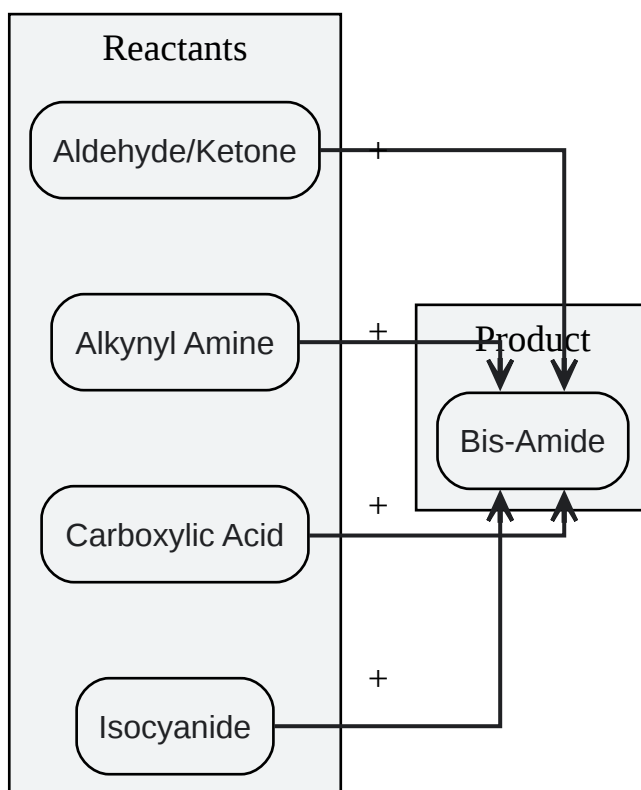 Reactants
Aldehyde/Ketone
+
Alkynyl Amine
+
Product
Bis-Amide
Carboxylic Acid
+
Isocyanide
+